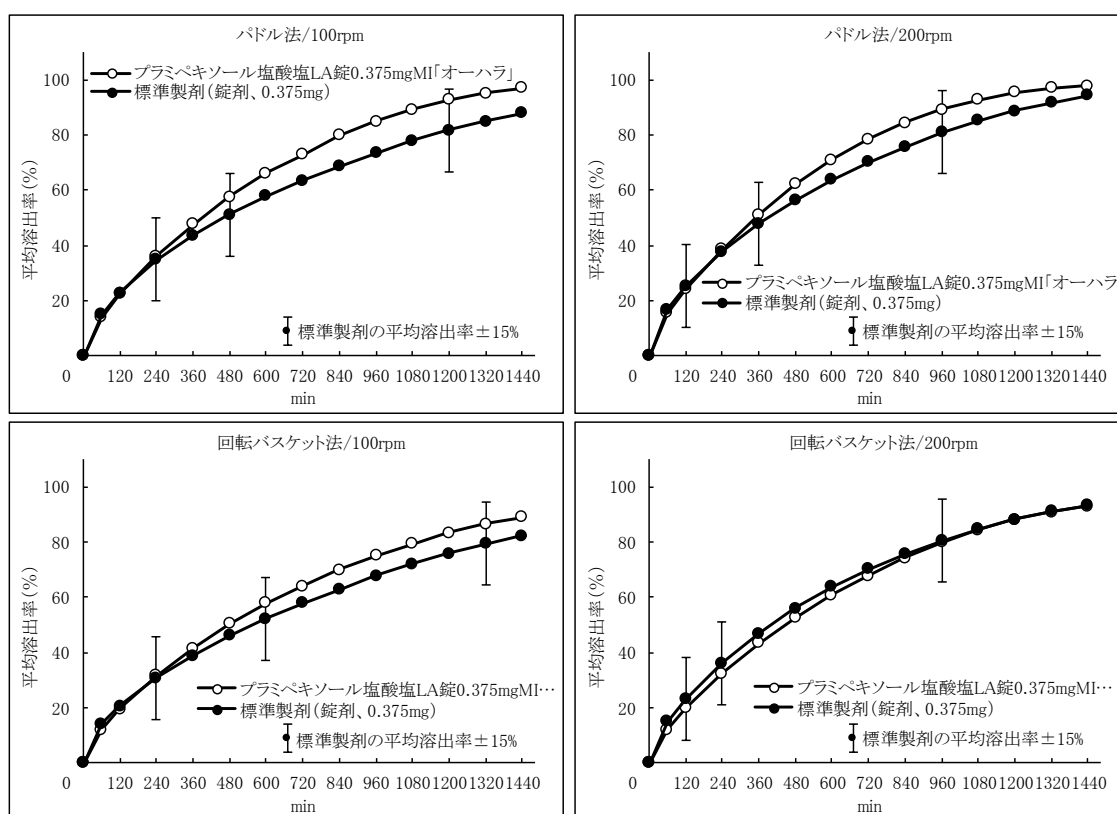 パドル法/100rpm
プラミペキソール塩酸塩LA錠0.375mgMI「オーハラ」
標準製剤(錠剤、0.375mg)
100
80
60
40
20
0
平均溶出率(%)
標準製剤の平均溶出率±15%
120 240 360 480 600 720 840 960 1080 1200 1320 1440
min
パドル法/200rpm
100
80
60
40
20
0
平均溶出率(%)
プラミペキソール塩酸塩LA錠0.375mgMI「オーハラ
標準製剤(錠剤、0.375mg)
標準製剤の平均溶出率±15%
120 240 360 480 600 720 840 960 1080 1200 1320 1440
min
回転バスケット法/100rpm
100
80
60
40
20
0
平均溶出率(%)
プラミペキソール塩酸塩LA錠0.375mgMI…
標準製剤(錠剤、0.375mg)
標準製剤の平均溶出率±15%
120 240 360 480 600 720 840 960 1080 1200 1320 1440
min
回転バスケット法/200rpm
100
80
60
40
20
0
平均溶出率(%)
プラミペキソール塩酸塩LA錠0.375mgMI…
標準製剤(錠剤、0.375mg)
標準製剤の平均溶出率±15%
120 240 360 480 600 720 840 960 1080 1200 1320 1440
min